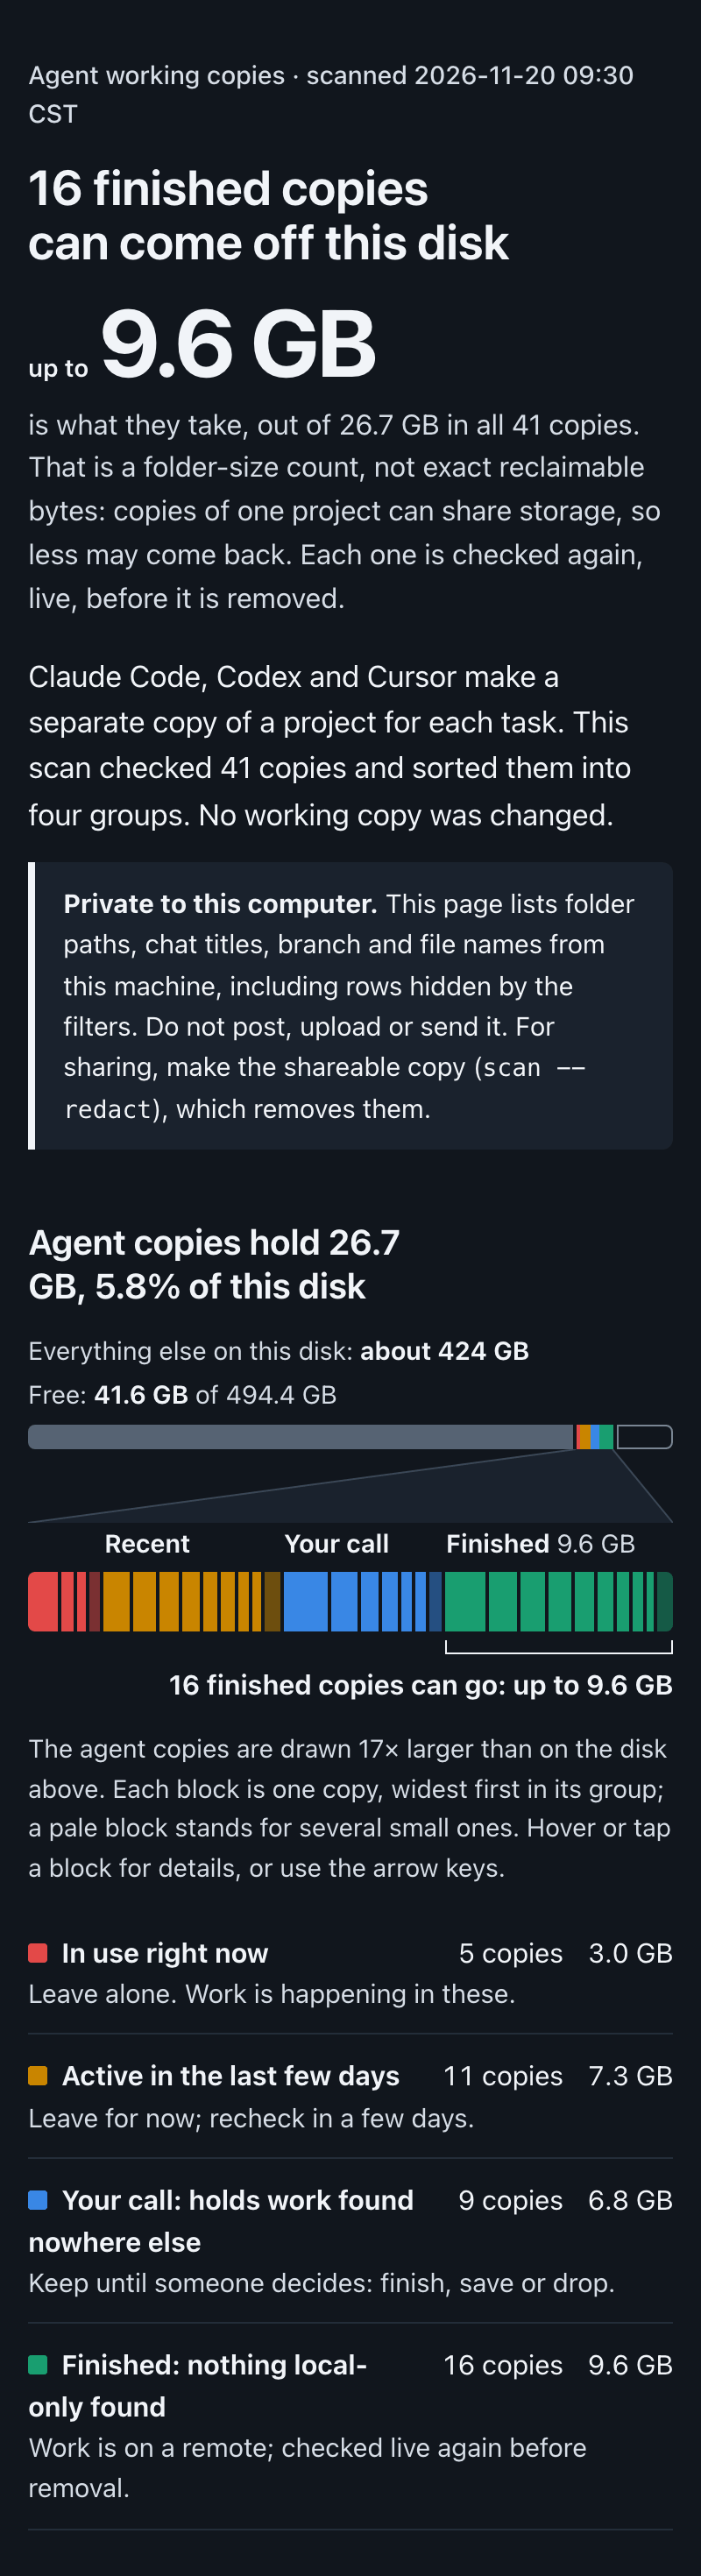 Agent working copies · scanned 2026-11-20 09:30
CST
16 finished copies
can come off this disk
up to 9.6 GB
is what they take, out of 26.7 GB in all 41 copies.
That is a folder-size count, not exact reclaimable
bytes: copies of one project can share storage, so
less may come back. Each one is checked again,
live, before it is removed.
Claude Code, Codex and Cursor make a
separate copy of a project for each task. This
scan checked 41 copies and sorted them into
four groups. No working copy was changed.
Private to this computer. This page lists folder
paths, chat titles, branch and file names from
this machine, including rows hidden by the
filters. Do not post, upload or send it. For
sharing, make the shareable copy (scan --
redact), which removes them.
Agent copies hold 26.7
GB, 5.8% of this disk
Everything else on this disk: about 424 GB
Free: 41.6 GB of 494.4 GB
Recent Your call Finished 9.6 GB
16 finished copies can go: up to 9.6 GB
The agent copies are drawn 17× larger than on the disk
above. Each block is one copy, widest first in its group;
a pale block stands for several small ones. Hover or tap
a block for details, or use the arrow keys.
In use right now 5 copies 3.0 GB
Leave alone. Work is happening in these.
Active in the last few days 11 copies 7.3 GB
Leave for now; recheck in a few days.
Your call: holds work found 9 copies 6.8 GB
nowhere else
Keep until someone decides: finish, save or drop.
Finished: nothing local- 16 copies 9.6 GB
only found
Work is on a remote; checked live again before
removal.